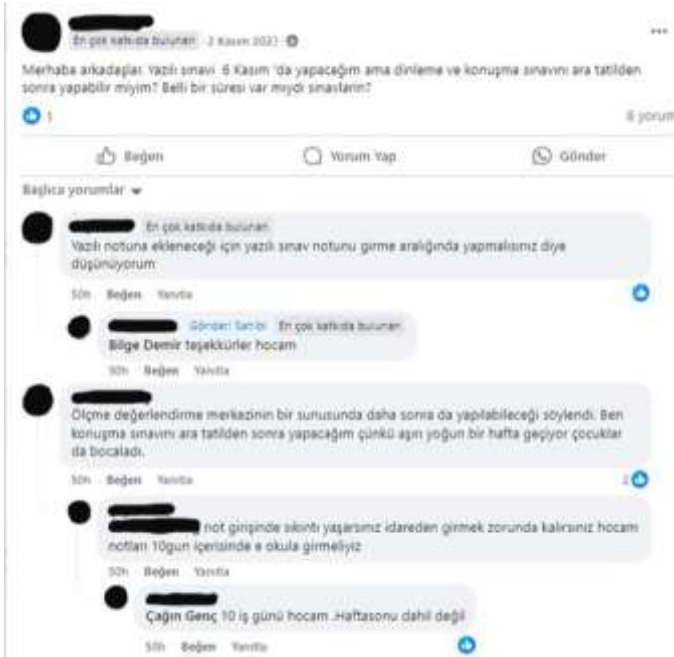 En çok katkıda bulunan · 2 Kasım 2023
Merhaba arkadaşlar. Yazılı sınavı 6 Kasım 'da yapacağım ama dinleme ve konuşma sınavını ara tatilden
sonra yapabilir miyim? Belli bir süresi var mıydı sınavların?
1
8 yorum
Beğen
Yorum Yap
Gönder
Başlıca yorumlar
En çok katkıda bulunan
Yazılı notuna ekleneceği için yazılı sınav notunu girme aralığında yapmalısınız diye
düşünüyorum
50h Beğen Yanıtla
Gönderi Sahibi En çok katkıda bulunan
Bilge Demir teşekkürler hocam
50h Beğen Yanıtla
Ölçme değerlendirme merkezinin bir sunusunda daha sonra da yapılabileceği söylendi. Ben
konuşma sınavını ara tatilden sonra yapacağım çünkü aşırı yoğun bir hafta geçiyor çocuklar
da bocaladı.
50h Beğen Yanıtla
2
not girişinde sıkıntı yaşarsınız idareden girmek zorunda kalırsınız hocam
notları 10gun içerisinde e okula girmeliyiz
50h Beğen Yanıtla
Çağın Genç 10 iş günü hocam .Haftasonu dahil değil
50h Beğen Yanıtla